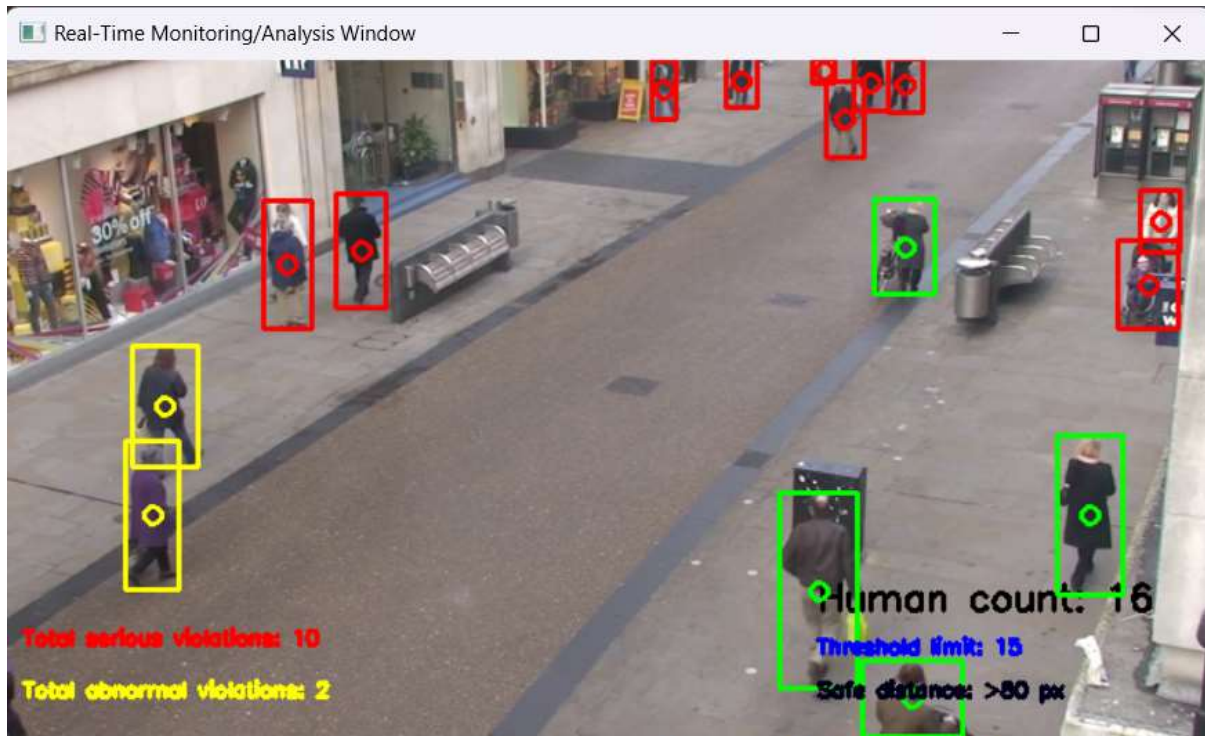 Real-Time Monitoring/Analysis Window
30% off
Human count: 16
Total serious violations: 10
Threshold limit: 15
Total abnormal violations: 2
Safe distance: >80 px